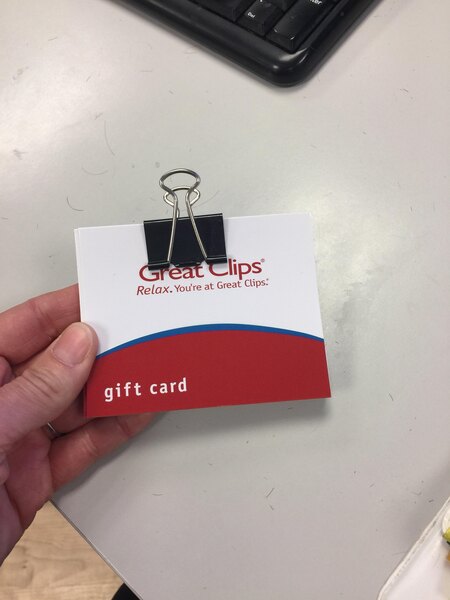 Great Clips®
Relax. You're at Great Clips.®
gift card